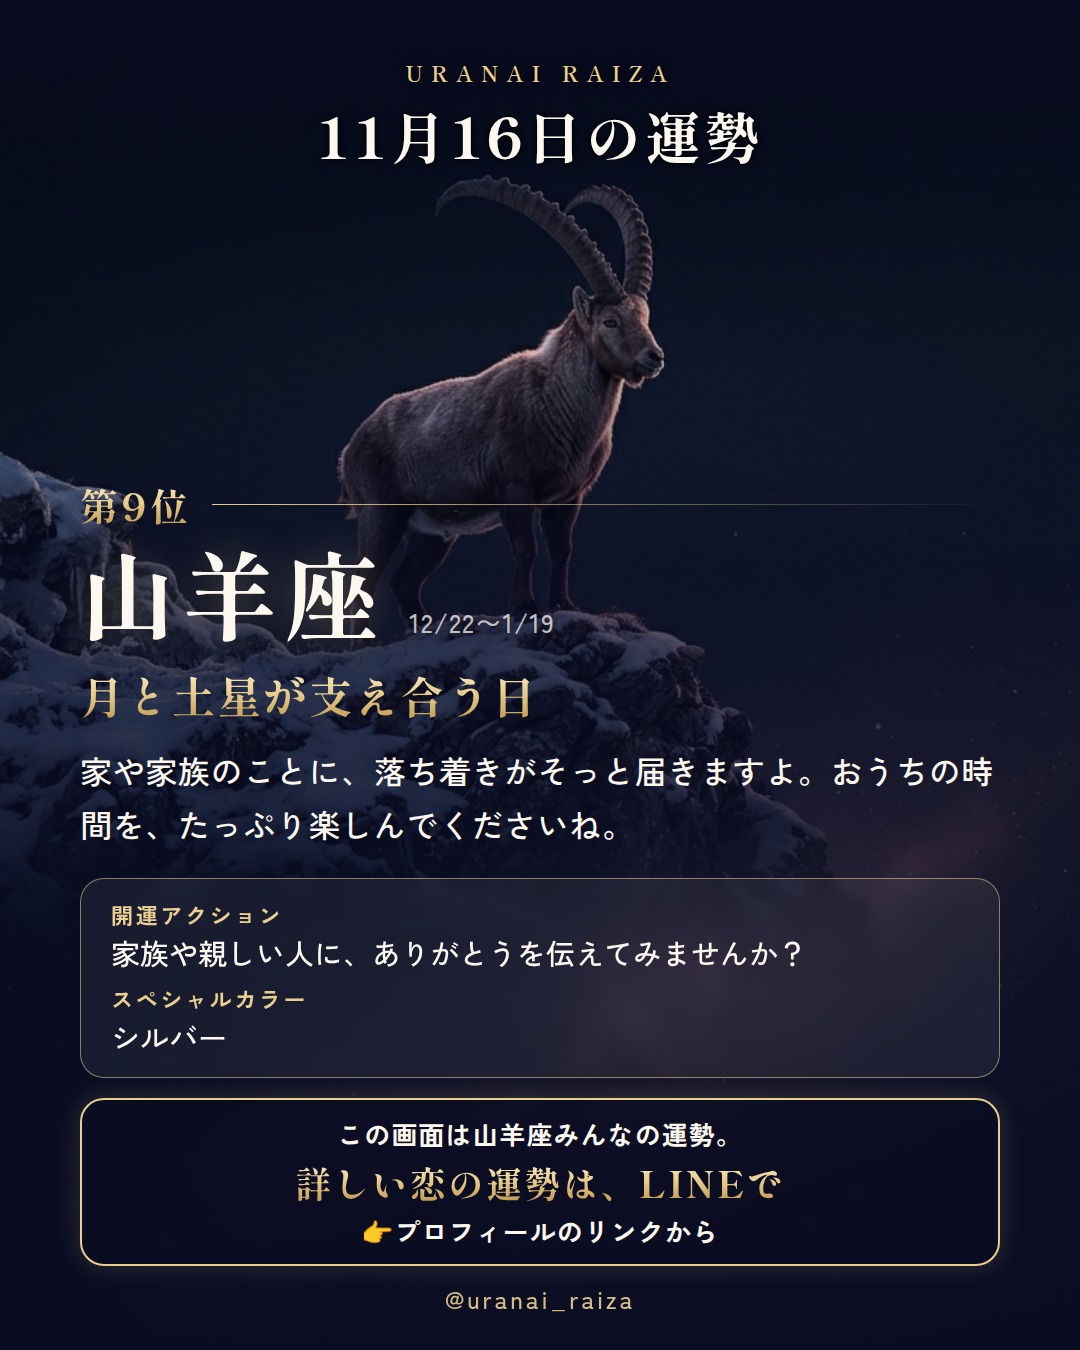 URANAI RAIZA
11月16日の運勢
第9位
山羊座 12/22〜1/19
月と土星が支え合う日
家や家族のことに、落ち着きがそっと届きますよ。おうちの時
間を、たっぷり楽しんでくださいね。
開運アクション
家族や親しい人に、ありがとうを伝えてみませんか？
スペシャルカラー
シルバー
この画面は山羊座みんなの運勢。
詳しい恋の運勢は、LINEで
👉プロフィールのリンクから
@uranai_raiza